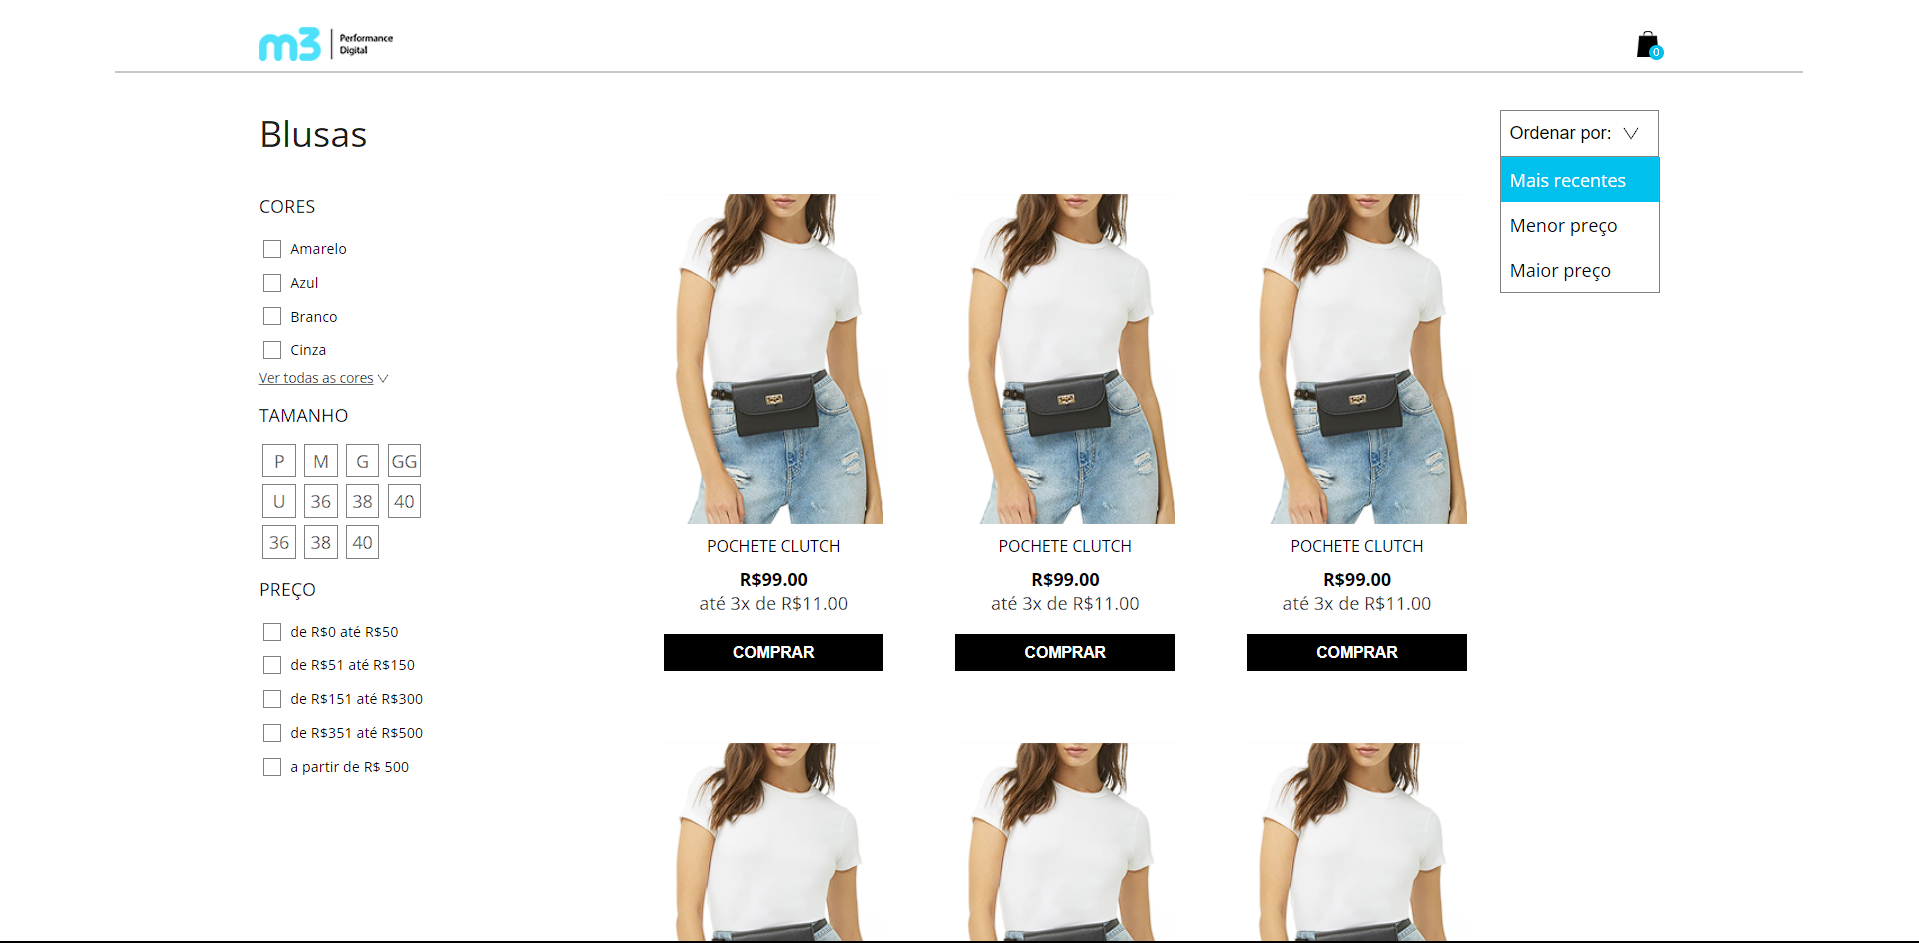 m3 Performance
Digital
0
Blusas
Ordenar por:
Mais recentes
Menor preço
Maior preço
CORES
Amarelo
Azul
Branco
Cinza
Ver todas as cores
TAMANHO
P M G GG
U 36 38 40
36 38 40
PREÇO
de R$0 até R$50
de R$51 até R$150
de R$151 até R$300
de R$351 até R$500
a partir de R$ 500
POCHETE CLUTCH
R$99.00
até 3x de R$11.00
COMPRAR
POCHETE CLUTCH
R$99.00
até 3x de R$11.00
COMPRAR
POCHETE CLUTCH
R$99.00
até 3x de R$11.00
COMPRAR